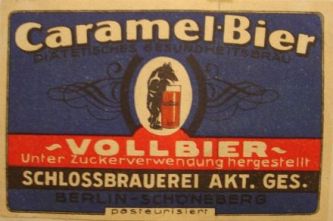 Caramel·Bier
DIÄTETISCHES GESUNDHEITSBRÄU
~VOLLBIER~
Unter Zuckerverwendung hergestellt
SCHLOSSBRAUEREI AKT. GES.
BERLIN-SCHÖNEBERG
pasteurisiert